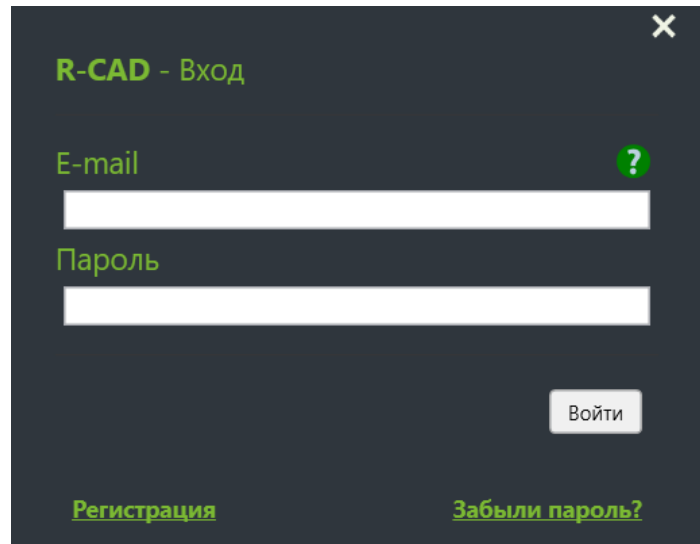 R-CAD - Вход
E-mail
?
Пароль
Войти
Регистрация
Забыли пароль?